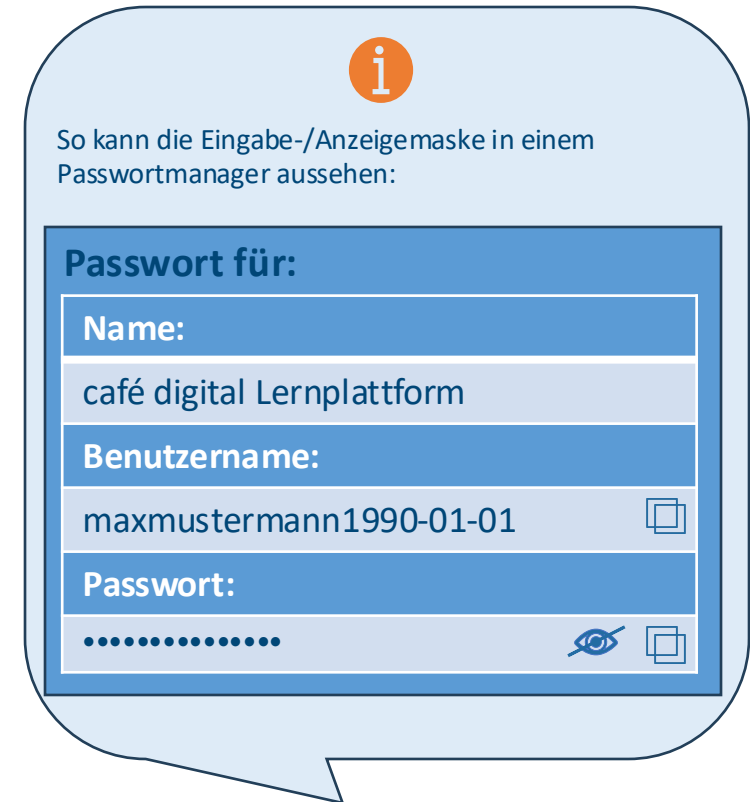 i
So kann die Eingabe-/Anzeigemaske in einem
Passwortmanager aussehen:
Passwort für:
Name:
café digital Lernplattform
Benutzername:
maxmustermann1990-01-01
Passwort:
•••••••••••••••